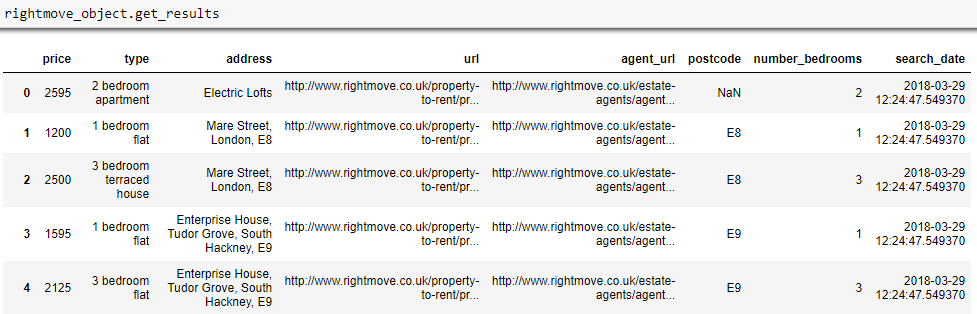 rightmove_object.get_results
price type address url agent_url postcode number_bedrooms search_date
0 2595 2 bedroom apartment Electric Lofts http://www.rightmove.co.uk/property-to-rent/pr... http://www.rightmove.co.uk/estate-agents/agent... NaN 2 2018-03-29 12:24:47.549370
1 1200 1 bedroom flat Mare Street, London, E8 http://www.rightmove.co.uk/property-to-rent/pr... http://www.rightmove.co.uk/estate-agents/agent... E8 1 2018-03-29 12:24:47.549370
2 2500 3 bedroom terraced house Mare Street, London, E8 http://www.rightmove.co.uk/property-to-rent/pr... http://www.rightmove.co.uk/estate-agents/agent... E8 3 2018-03-29 12:24:47.549370
3 1595 1 bedroom flat Enterprise House, Tudor Grove, South Hackney, E9 http://www.rightmove.co.uk/property-to-rent/pr... http://www.rightmove.co.uk/estate-agents/agent... E9 1 2018-03-29 12:24:47.549370
4 2125 3 bedroom flat Enterprise House, Tudor Grove, South Hackney, E9 http://www.rightmove.co.uk/property-to-rent/pr... http://www.rightmove.co.uk/estate-agents/agent... E9 3 2018-03-29 12:24:47.549370